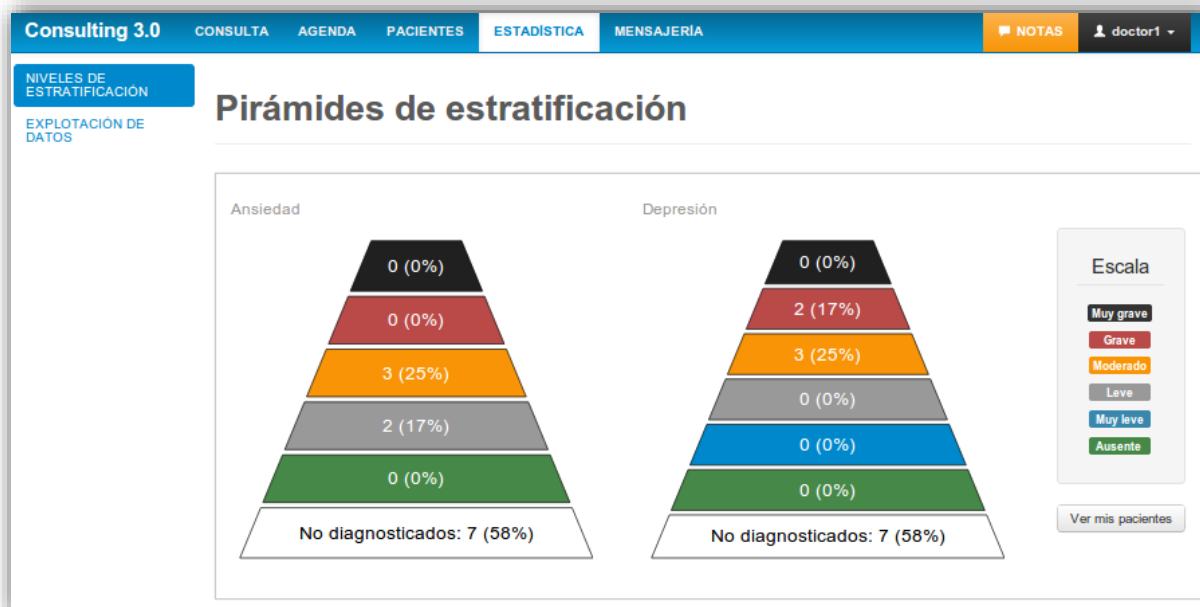 Consulting 3.0 CONSULTA AGENDA PACIENTES ESTADÍSTICA MENSAJERÍA NOTAS doctor1
NIVELES DE
ESTRATIFICACIÓN
EXPLOTACIÓN DE
DATOS
Pirámides de estratificación
Ansiedad
0 (0%)
0 (0%)
3 (25%)
2 (17%)
0 (0%)
No diagnosticados: 7 (58%)
Depresión
0 (0%)
2 (17%)
3 (25%)
0 (0%)
0 (0%)
0 (0%)
No diagnosticados: 7 (58%)
Escala
Muy grave
Grave
Moderado
Leve
Muy leve
Ausente
Ver mis pacientes